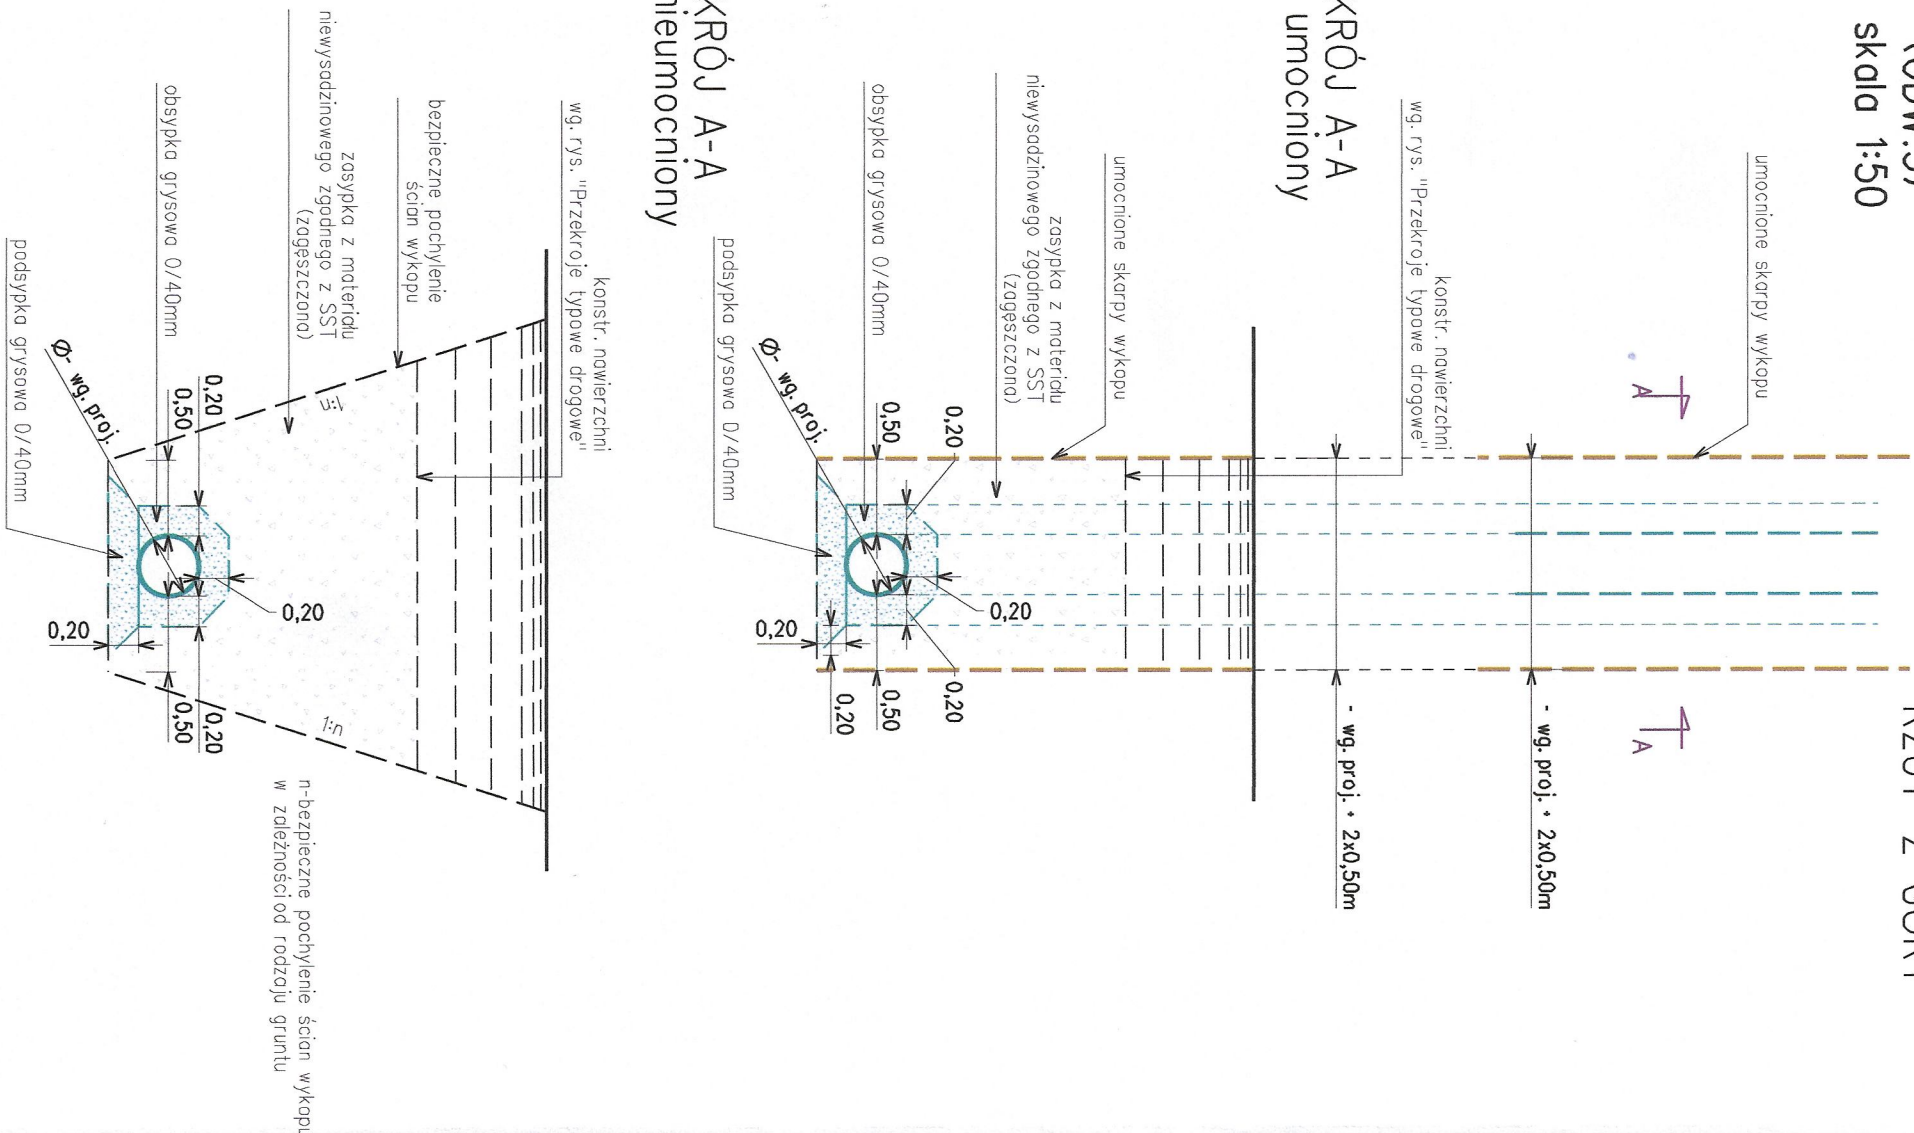 skala 1:50
umocnione skarpy wykopu
A
A
- wg. proj. + 2x0,50m
- wg. proj. + 2x0,50m
KRÓJ A-A
umocniony
konstr. nawierzchni
wg. rys. "Przekroje typowe drogowe"
umocnione skarpy wykopu
zasypka z materiału
niewysadzinowego zgodnego z SST
(zagęszczona)
obsypka grysowa 0/40mm
podsypka grysowa 0/40mm
Ø- wg. proj.
0,50
0,20
0,20
0,20
0,20
0,20
0,50
KRÓJ A-A
nieumocniony
konstr. nawierzchni
wg. rys. "Przekroje typowe drogowe"
bezpieczne pochylenie
ścian wykopu
zasypka z materiału
niewysadzinowego zgodnego z SST
(zagęszczona)
obsypka grysowa 0/40mm
podsypka grysowa 0/40mm
Ø- wg. proj.
1:n
1:n
0,20
0,50
0,20
0,20
0,20
0,50
n-bezpieczne pochylenie ścian wykopu
w zależności od rodzaju gruntu